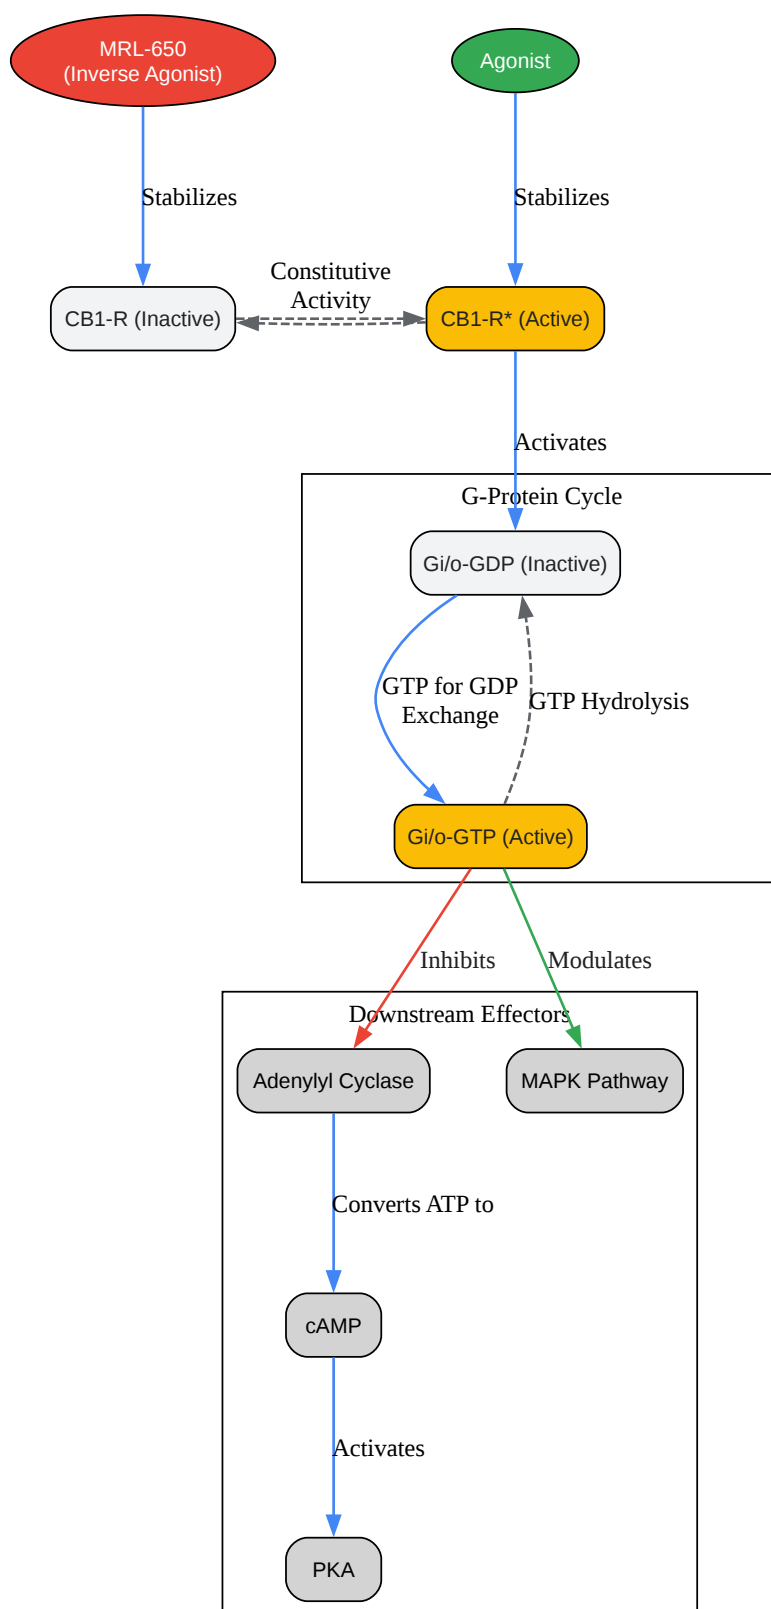 MRL-650
(Inverse Agonist)
Agonist
Stabilizes
Stabilizes
Constitutive
Activity
CB1-R (Inactive)
CB1-R* (Active)
Activates
G-Protein Cycle
Gi/o-GDP (Inactive)
GTP for GDP
Exchange
GTP Hydrolysis
Gi/o-GTP (Active)
Inhibits
Modulates
Downstream Effectors
Adenylyl Cyclase
MAPK Pathway
Converts ATP to
cAMP
Activates
PKA